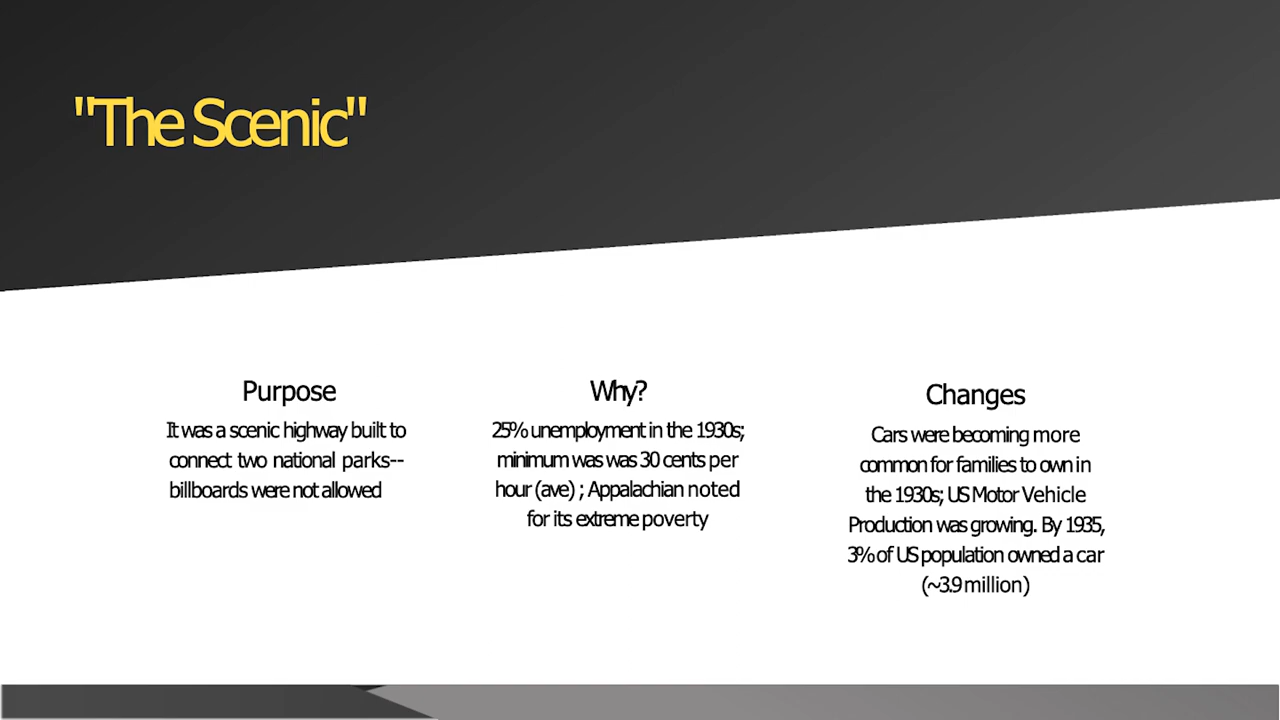 "The Scenic"
Purpose
It was a scenic highway built to
connect two national parks--
billboards were not allowed
Why?
25% unemployment in the 1930s;
minimum was was 30 cents per
hour (ave) ; Appalachian noted
for its extreme poverty
Changes
Cars were becoming more
common for families to own in
the 1930s; US Motor Vehicle
Production was growing. By 1935,
3% of US population owned a car
(~3.9 million)